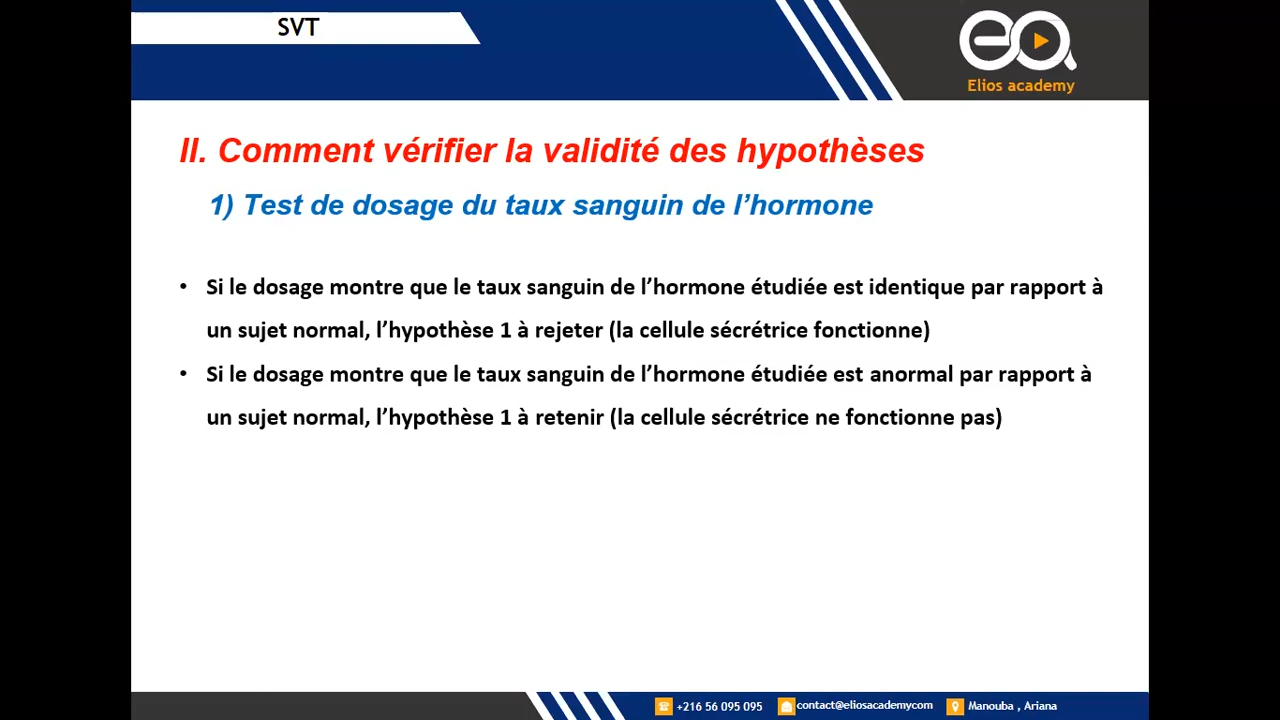 SVT
ea
Elios academy
II. Comment vérifier la validité des hypothèses
1) Test de dosage du taux sanguin de l’hormone
• Si le dosage montre que le taux sanguin de l’hormone étudiée est identique par rapport à
un sujet normal, l’hypothèse 1 à rejeter (la cellule sécrétrice fonctionne)
• Si le dosage montre que le taux sanguin de l’hormone étudiée est anormal par rapport à
un sujet normal, l’hypothèse 1 à retenir (la cellule sécrétrice ne fonctionne pas)
+216 56 095 095 contact@eliosacademycom Manouba , Ariana